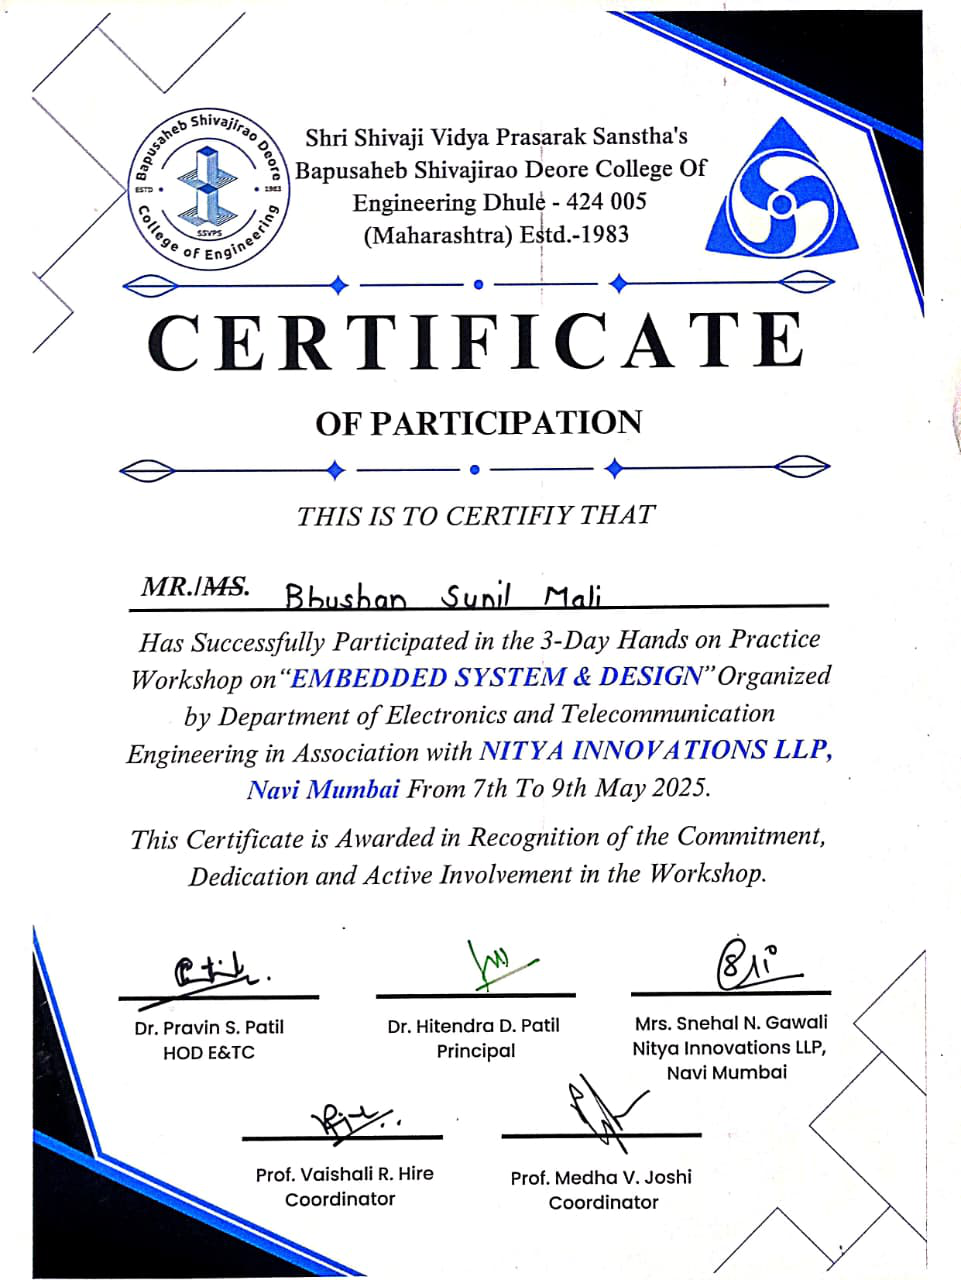 Bapusaheb Shivajirao Deore
ESTD • • 1983
SSVPS
College of Engineering
Shri Shivaji Vidya Prasarak Sanstha's
Bapusaheb Shivajirao Deore College Of
Engineering Dhule - 424 005
(Maharashtra) Estd.-1983
CERTIFICATE
OF PARTICIPATION
THIS IS TO CERTIFIY THAT
MR./MS. Bhushan Sunil Mali
Has Successfully Participated in the 3-Day Hands on Practice
Workshop on “EMBEDDED SYSTEM & DESIGN” Organized
by Department of Electronics and Telecommunication
Engineering in Association with NITYA INNOVATIONS LLP,
Navi Mumbai From 7th To 9th May 2025.
This Certificate is Awarded in Recognition of the Commitment,
Dedication and Active Involvement in the Workshop.
Dr. Pravin S. Patil
HOD E&TC
Dr. Hitendra D. Patil
Principal
Mrs. Snehal N. Gawali
Nitya Innovations LLP,
Navi Mumbai
Prof. Vaishali R. Hire
Coordinator
Prof. Medha V. Joshi
Coordinator